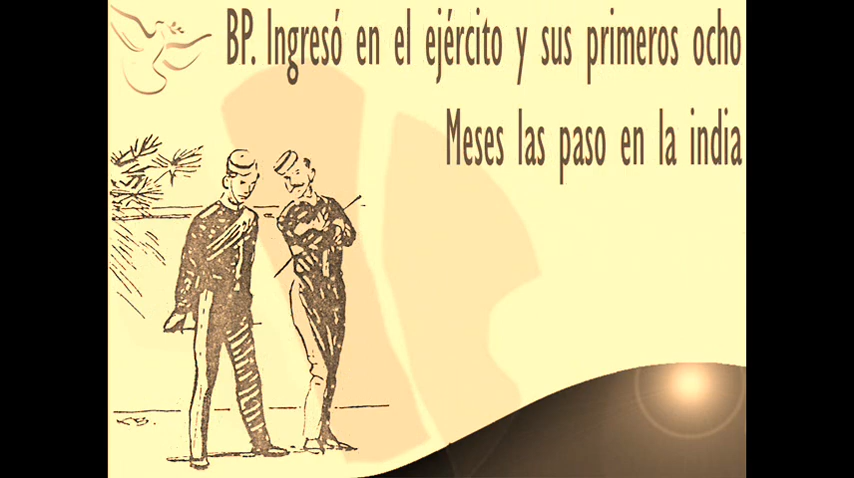 BP. Ingresó en el ejército y sus primeros ocho
Meses las paso en la india